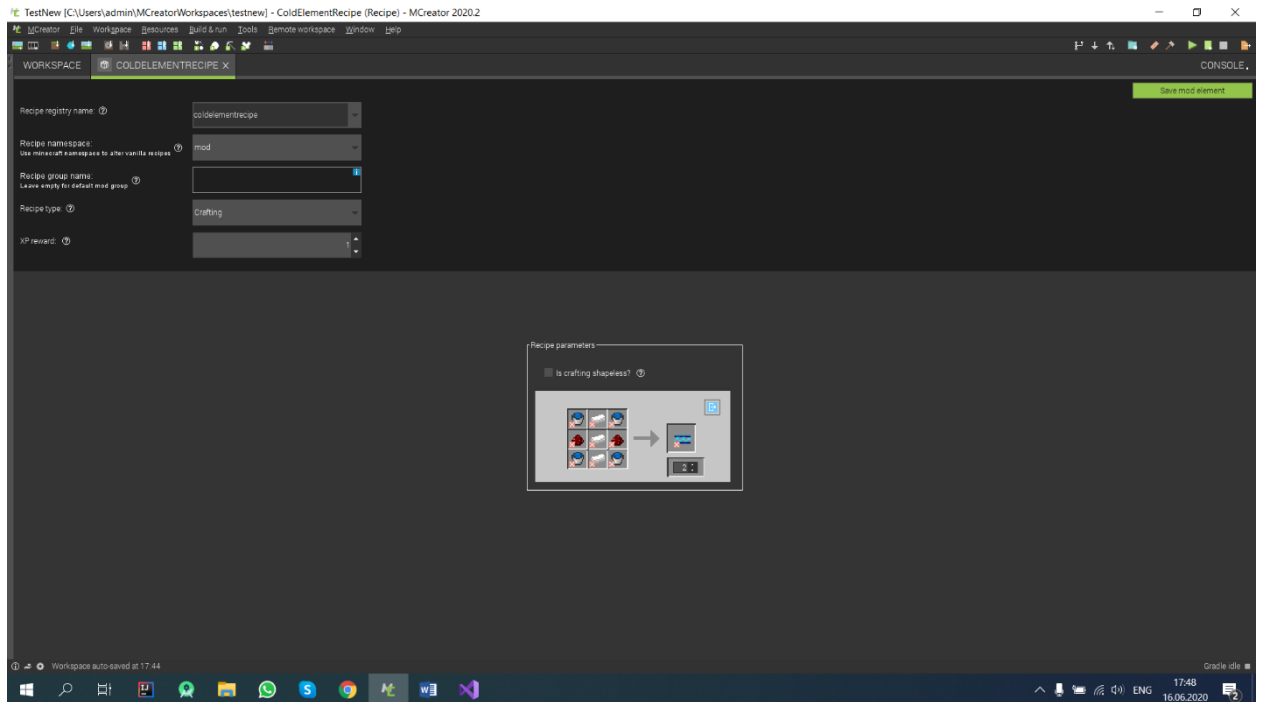 TestNew [C:\Users\admin\MCreatorWorkspaces\testnew] - ColdElementRecipe (Recipe) - MCreator 2020.2
MCreator File Workspace Resources Build & run Tools Remote workspace Window Help
WORKSPACE COLDELEMENTRECIPE × CONSOLE
Save mod element
Recipe registry name: coldelementrecipe
Recipe namespace: mod
Use minecraft namespace to alter vanilla recipes
Recipe group name:
Leave empty for default mod group
Recipe type: Crafting
XP reward: 1
Recipe parameters
Is crafting shapeless?
2
Workspace auto-saved at 17:44 Gradle idle
ENG 17:48
16.06.2020 2